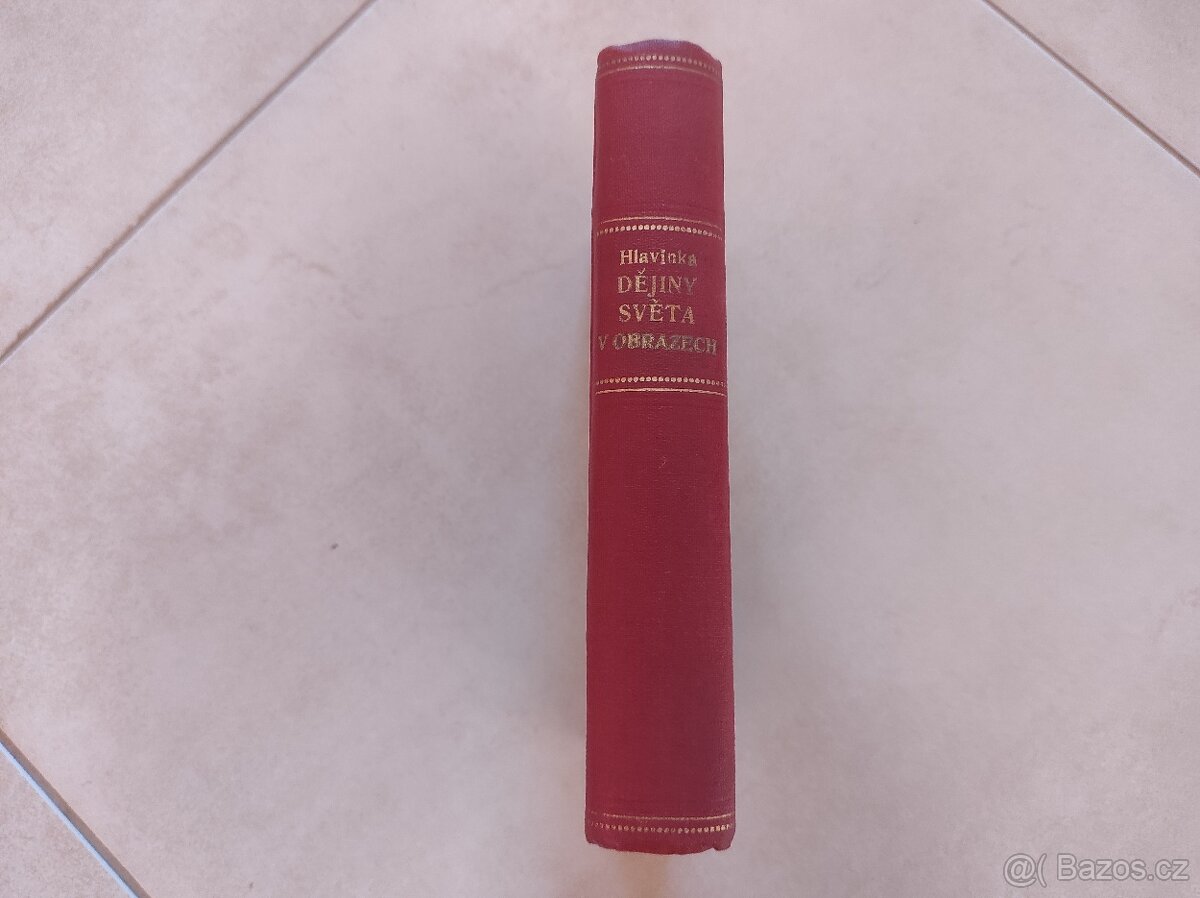 Hlavinka
DĚJINY
SVĚTA
V OBRAZECH
@( Bazos.cz